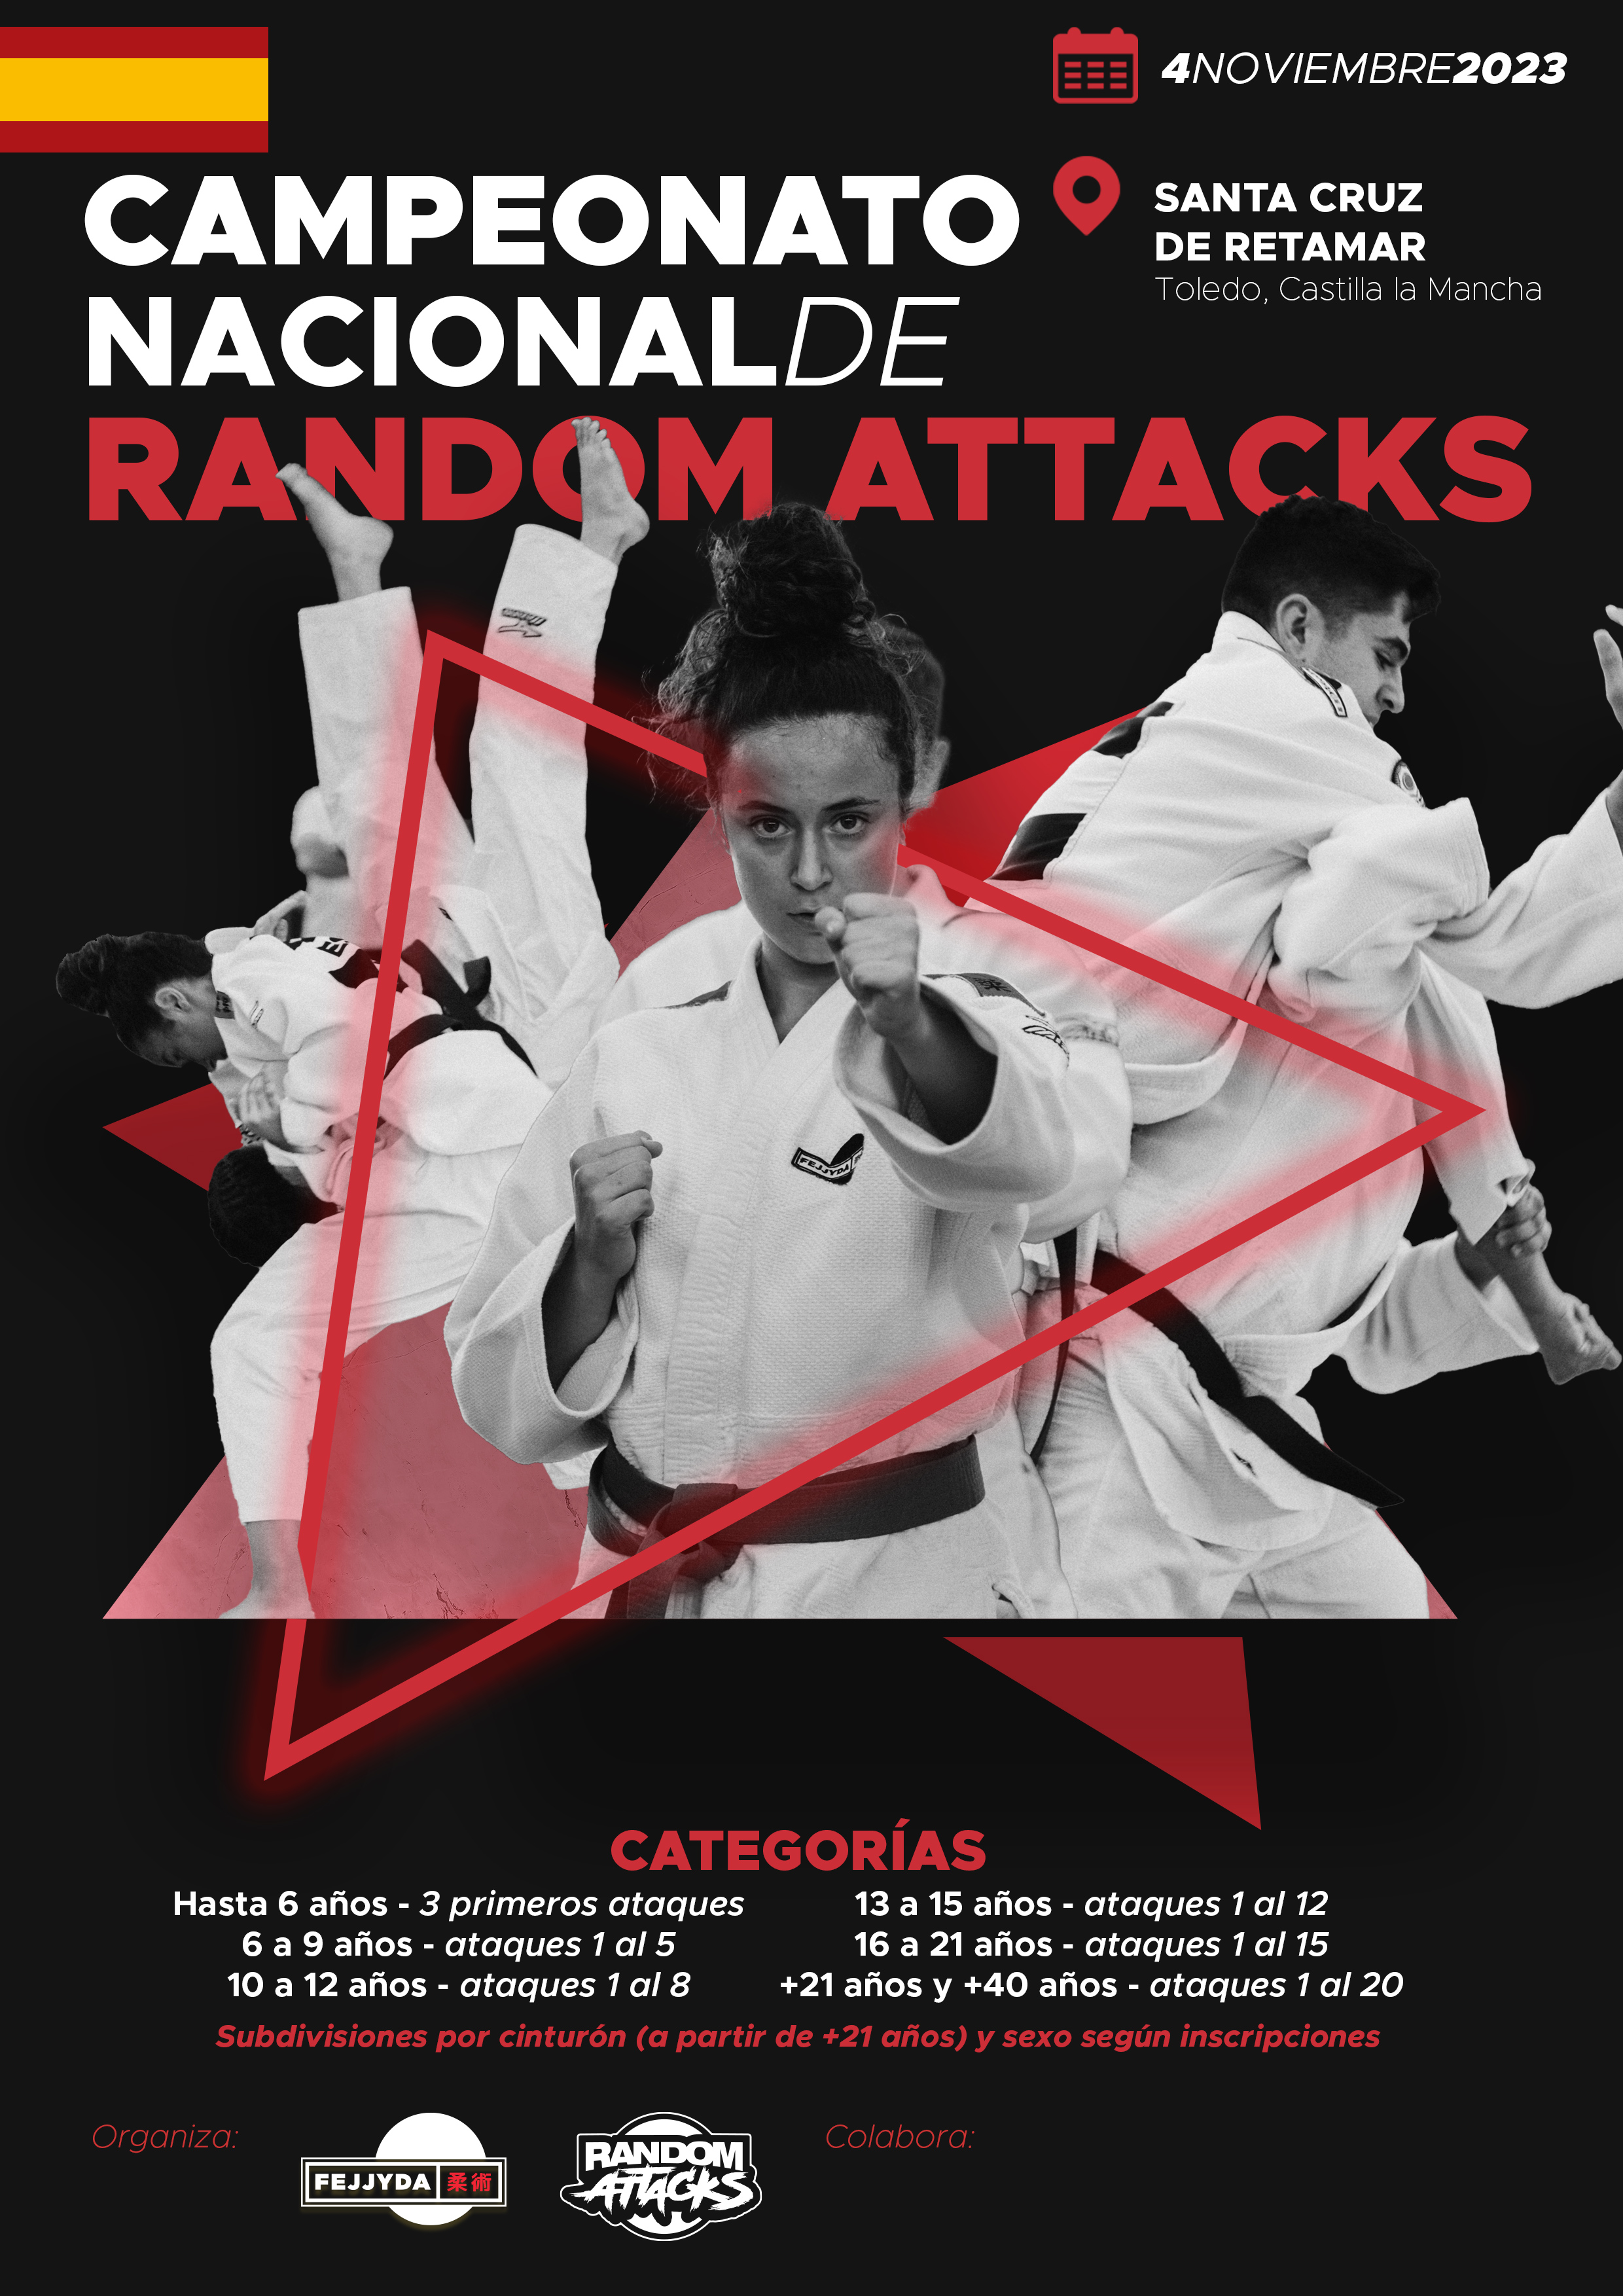 4NOVIEMBRE2023
CAMPEONATO
NACIONALDE
RANDOM ATTACKS
SANTA CRUZ
DE RETAMAR
Toledo, Castilla la Mancha
FEJJYDA
CATEGORÍAS
Hasta 6 años - 3 primeros ataques
6 a 9 años - ataques 1 al 5
10 a 12 años - ataques 1 al 8
13 a 15 años - ataques 1 al 12
16 a 21 años - ataques 1 al 15
+21 años y +40 años - ataques 1 al 20
Subdivisiones por cinturón (a partir de +21 años) y sexo según inscripciones
Organiza:
FEJJYDA 柔術
RANDOM
ATTACKS
Colabora: